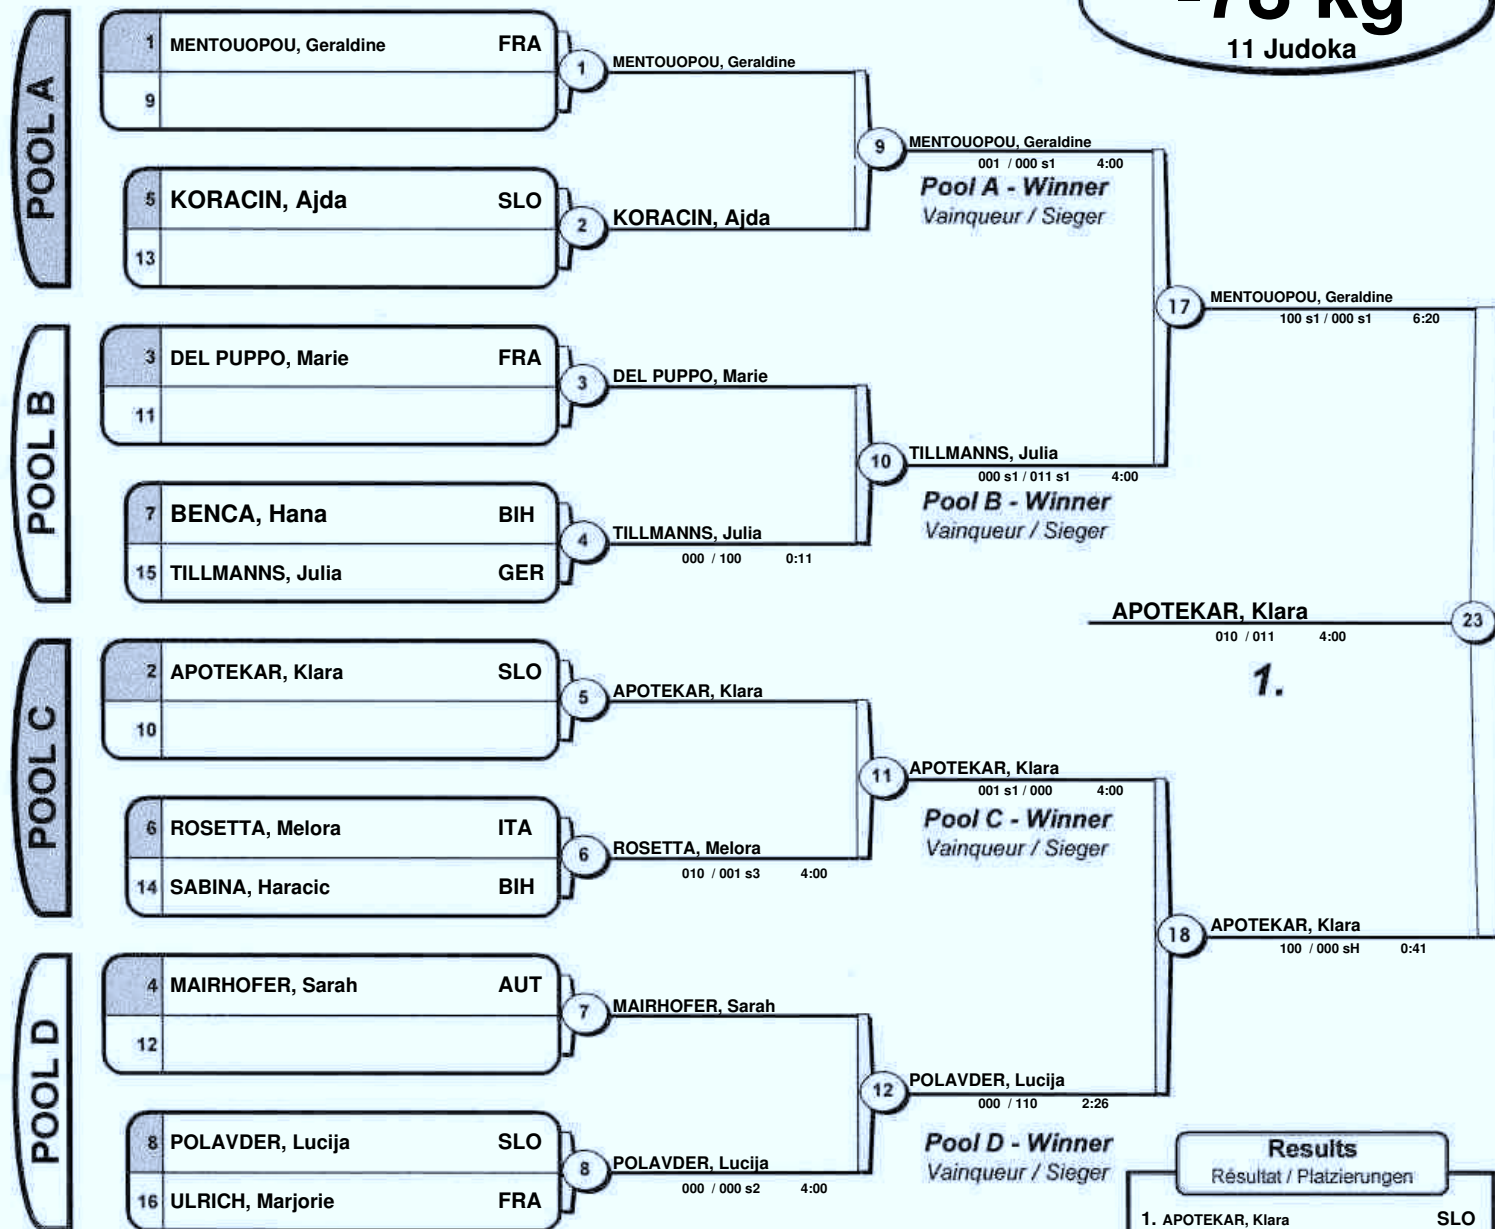 -78 kg
11 Judoka
POOL A
1 MENTOUOPOU, Geraldine FRA
9
1 MENTOUOPOU, Geraldine
5 KORACIN, Ajda SLO
13
2 KORACIN, Ajda
9 MENTOUOPOU, Geraldine
001 / 000 s1 4:00
Pool A - Winner
Vainqueur / Sieger
17 MENTOUOPOU, Geraldine
100 s1 / 000 s1 6:20
POOL B
3 DEL PUPPO, Marie FRA
11
3 DEL PUPPO, Marie
7 BENCA, Hana BIH
15 TILLMANNS, Julia GER
4 TILLMANNS, Julia
000 / 100 0:11
10 TILLMANNS, Julia
000 s1 / 011 s1 4:00
Pool B - Winner
Vainqueur / Sieger
APOTEKAR, Klara 23
010 / 011 4:00
1.
POOL C
2 APOTEKAR, Klara SLO
10
5 APOTEKAR, Klara
6 ROSETTA, Melora ITA
14 SABINA, Haracic BIH
6 ROSETTA, Melora
010 / 001 s3 4:00
11 APOTEKAR, Klara
001 s1 / 000 4:00
Pool C - Winner
Vainqueur / Sieger
18 APOTEKAR, Klara
100 / 000 sH 0:41
POOL D
4 MAIRHOFER, Sarah AUT
12
7 MAIRHOFER, Sarah
8 POLAVDER, Lucija SLO
16 ULRICH, Marjorie FRA
8 POLAVDER, Lucija
000 / 000 s2 4:00
12 POLAVDER, Lucija
000 / 110 2:26
Pool D - Winner
Vainqueur / Sieger
Results
Résultat / Platzierungen
1. APOTEKAR, Klara SLO